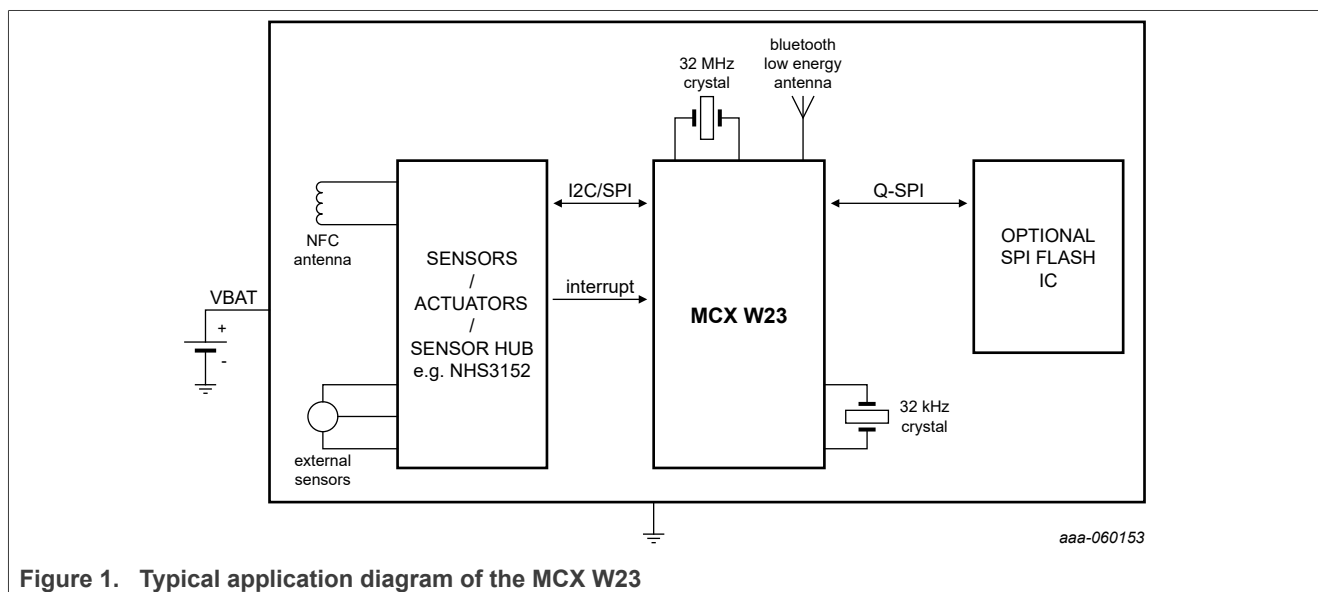 32 MHz
crystal
bluetooth
low energy
antenna
NFC
antenna
I2C/SPI
Q-SPI
SENSORS
/
ACTUATORS
/
SENSOR HUB
e.g. NHS3152
interrupt
MCX W23
OPTIONAL
SPI FLASH
IC
VBAT
+
-
32 kHz
crystal
external
sensors
aaa-060153
Figure 1. Typical application diagram of the MCX W23